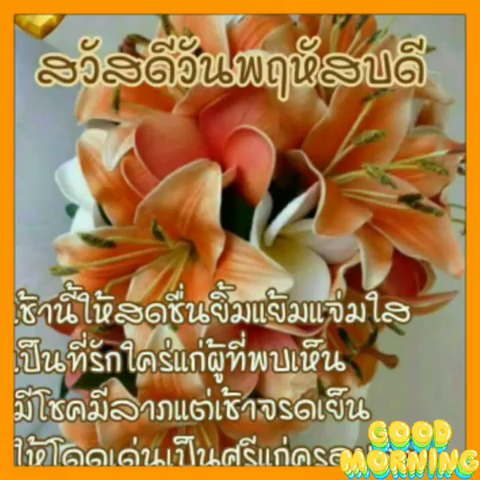 สวัสดีวันพฤหัสบดี
เช้านี้ให้สดชื่นยิ้มแย้มแจ่มใส
เป็นที่รักใคร่แก่ผู้ที่พบเห็น
มีโชคมีลาภแต่เช้าจรดเย็น
ให้โดดเด่นเป็นศรีแก่
GOOD
MORNING